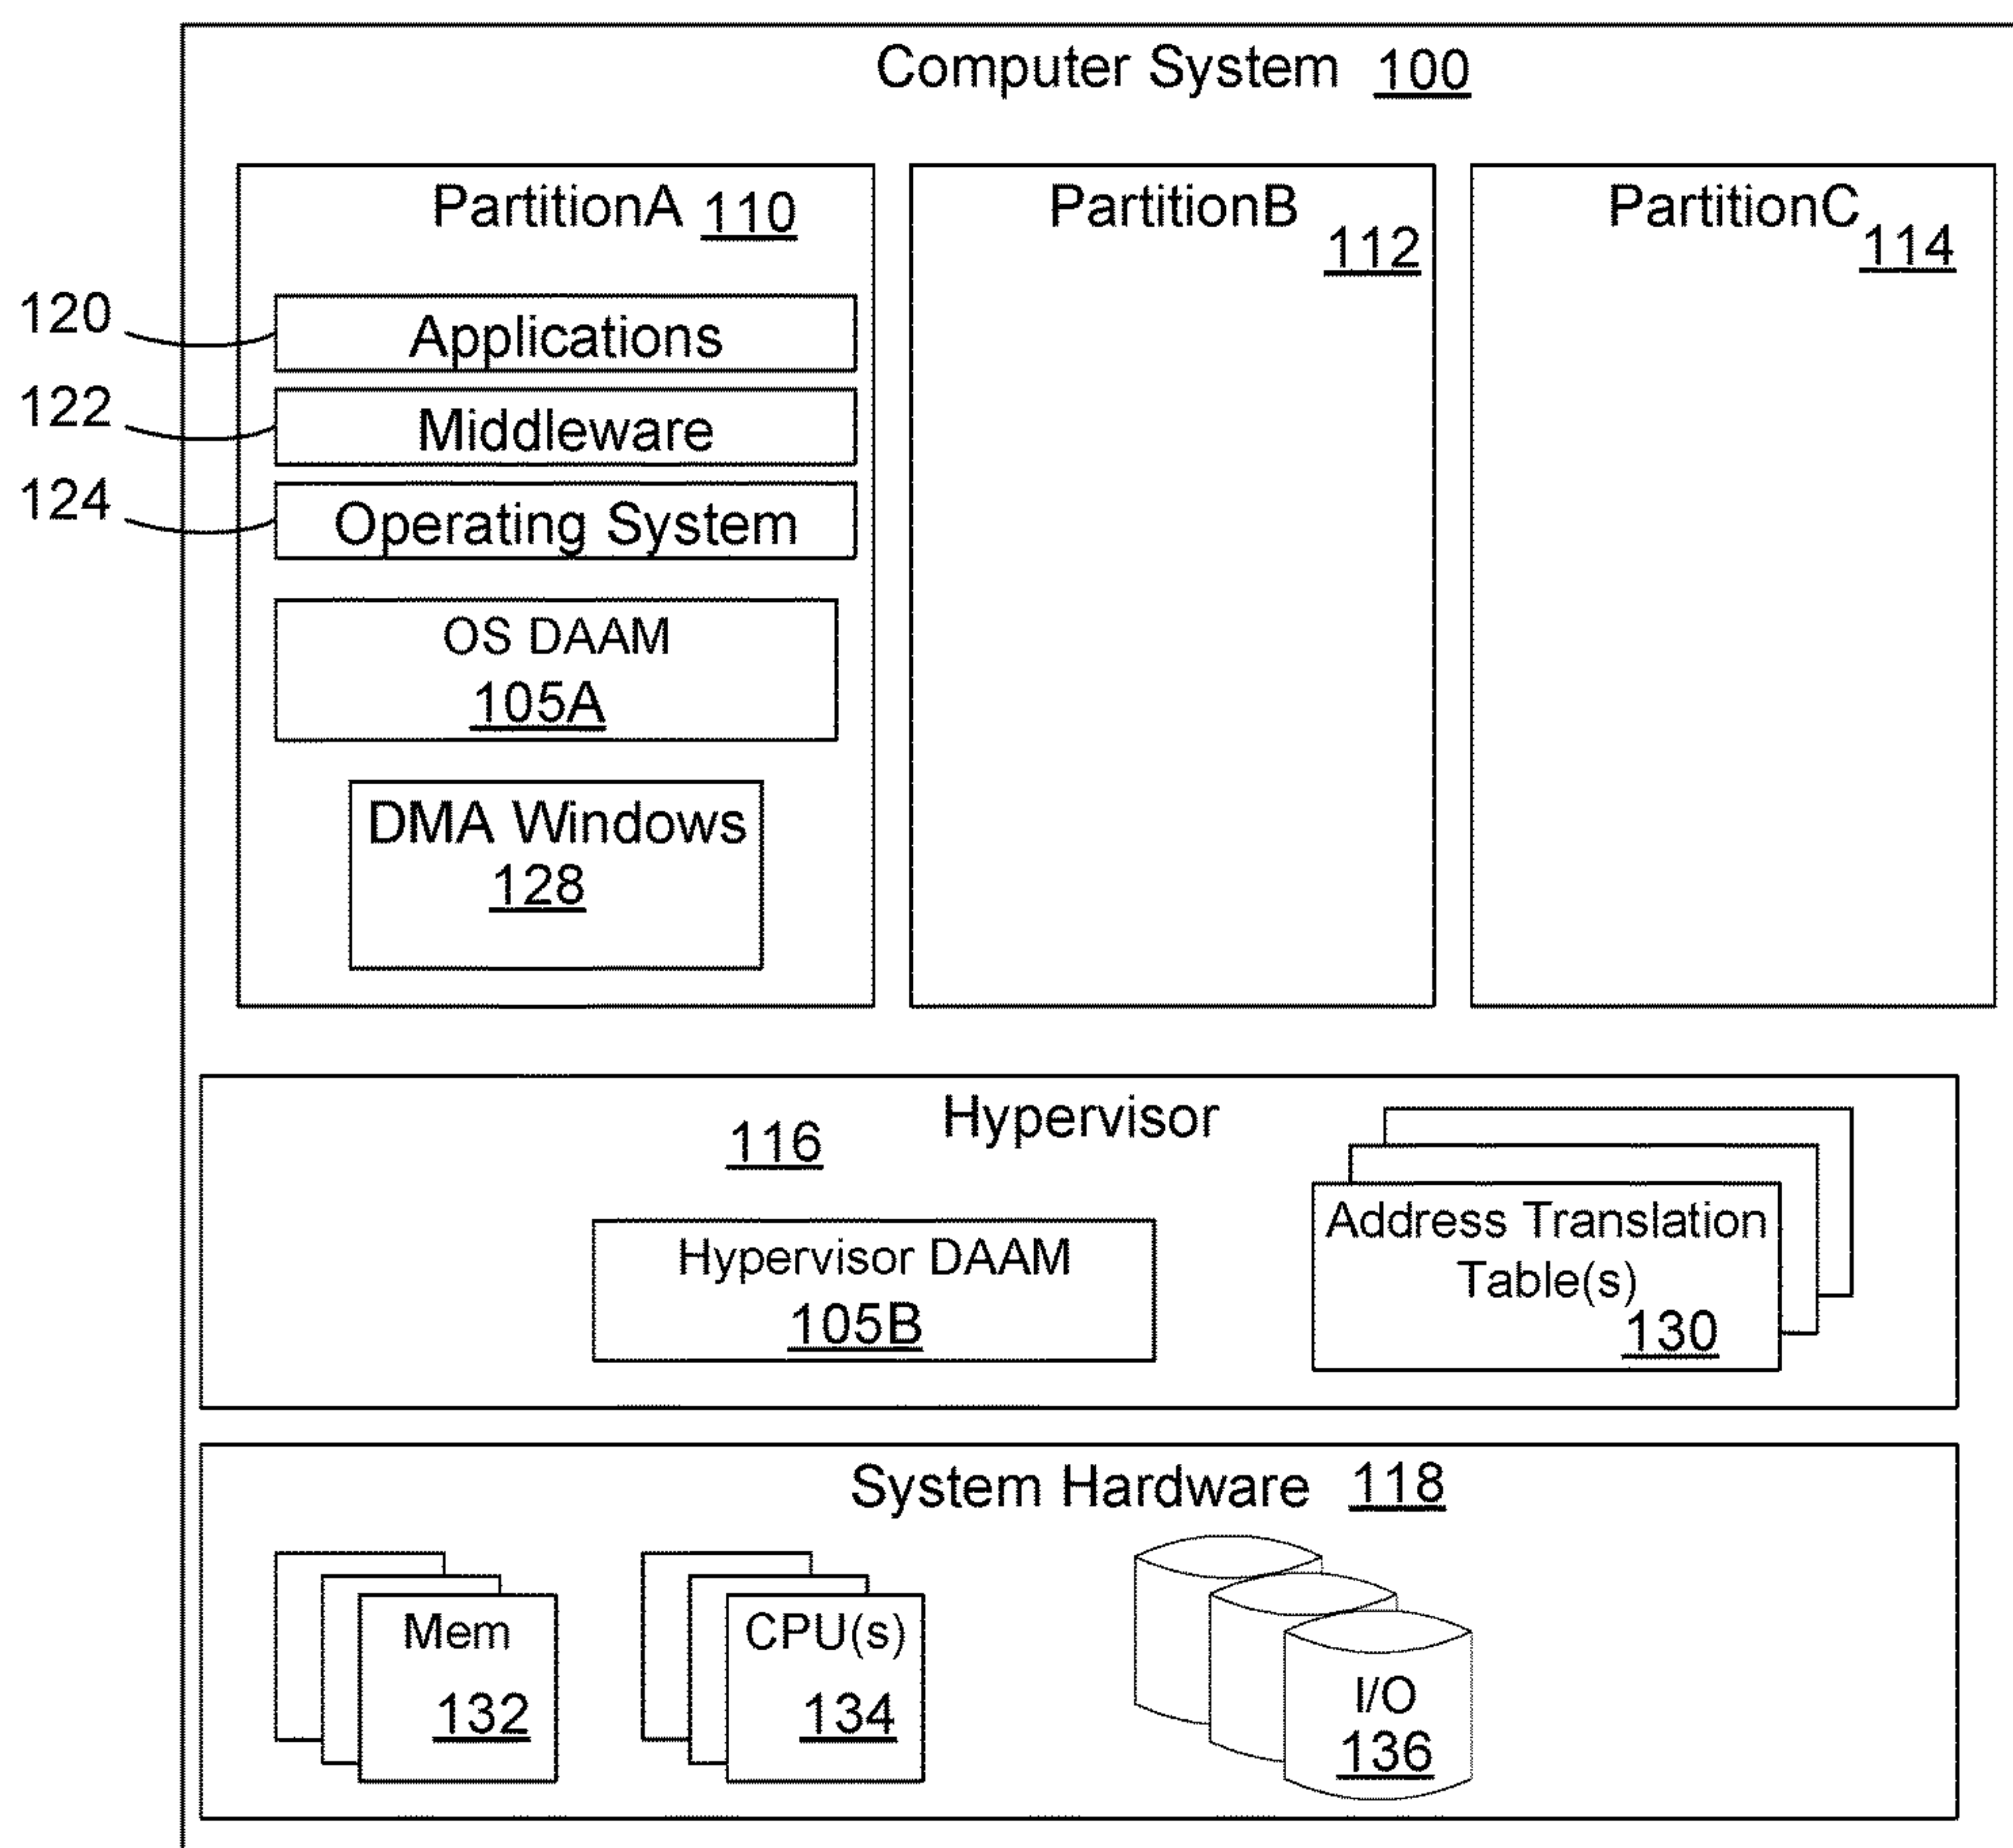 Computer System 100
PartitionA 110
PartitionB
112
PartitionC
114
120
Applications
122
Middleware
124
Operating System
OS DAAM
105A
DMA Windows
128
Hypervisor
116
Hypervisor DAAM
105B
Address Translation
Table(s)
130
System Hardware 118
Mem
132
CPU(s)
134
I/O
136